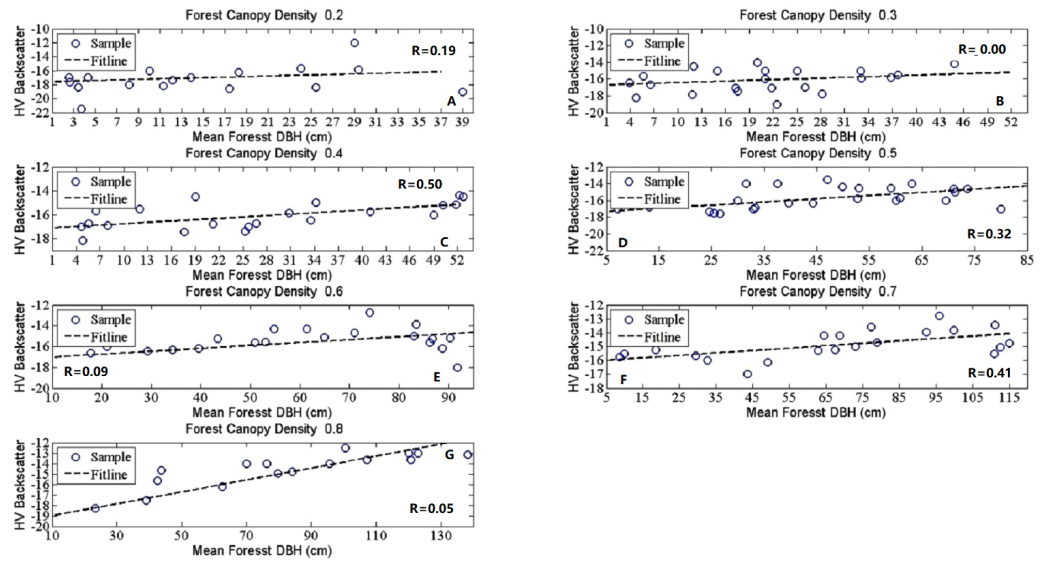 Forest Canopy Density 0.2
HV Backscatter
-10
-12
-14
-16
-18
-20
-22
Sample
Fitline
R=0.19
A
1 3 5 7 9 11 13 15 17 19 21 23 25 27 29 31 33 35 37 39
Mean Foresst DBH (cm)
Forest Canopy Density 0.3
HV Backscatter
-10
-12
-14
-16
-18
-20
Sample
Fitline
R=_0.00
B
1 4 7 10 13 16 19 22 25 28 31 34 37 40 43 46 49 52
Mean Foresst DBH (cm)
Forest Canopy Density 0.4
HV Backscatter
-12
-14
-16
-18
Sample
Fitline
R=0.50
C
1 4 7 10 13 16 19 22 25 28 31 34 37 40 43 46 49 52
Mean Foresst DBH (cm)
Forest Canopy Density 0.5
HV Backscatter
-12
-14
-16
-18
-20
-22
Sample
Fitline
D
R=0.32
5 15 25 35 45 55 65 75 85
Mean Foresst DBH (cm)
Forest Canopy Density 0.6
HV Backscatter
-12
-14
-16
-18
-20
Sample
Fitline
R=0.09
E
10 20 30 40 50 60 70 80 90
Mean Foresst DBH (cm)
Forest Canopy Density 0.7
HV Backscatter
-12
-13
-14
-15
-16
-17
-18
Sample
Fitline
F
R=0.41
5 15 25 35 45 55 65 75 85 95 105 115
Mean Foresst DBH (cm)
Forest Canopy Density 0.8
HV Backscatter
-12
-13
-14
-15
-16
-17
-18
-19
-20
Sample
Fitline
G
R=0.05
10 30 50 70 90 110 130
Mean Foresst DBH (cm)